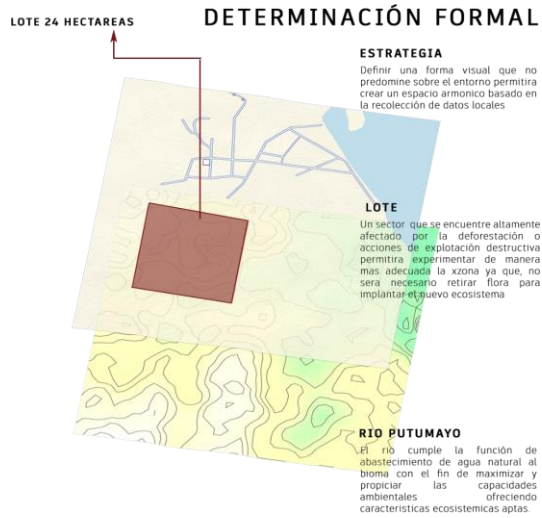 LOTE 24 HECTAREAS
DETERMINACIÓN FORMAL
ESTRATEGIA
Definir una forma visual que no
predomine sobre el entorno permitira
crear un espacio armonico basado en
la recolección de datos locales
LOTE
Un sector que se encuentre altamente
afectado por la deforestación o
acciones de explotación destructiva
permitira experimentar de manera
mas adecuada la xzona ya que, no
sera necesario retirar flora para
implantar el nuevo ecosistema
RIO PUTUMAYO
El rio cumple la función de
abastecimiento de agua natural al
bioma con el fin de maximizar y
propiciar las capacidades
ambientales ofreciendo
caracteristicas ecosistemicas aptas.